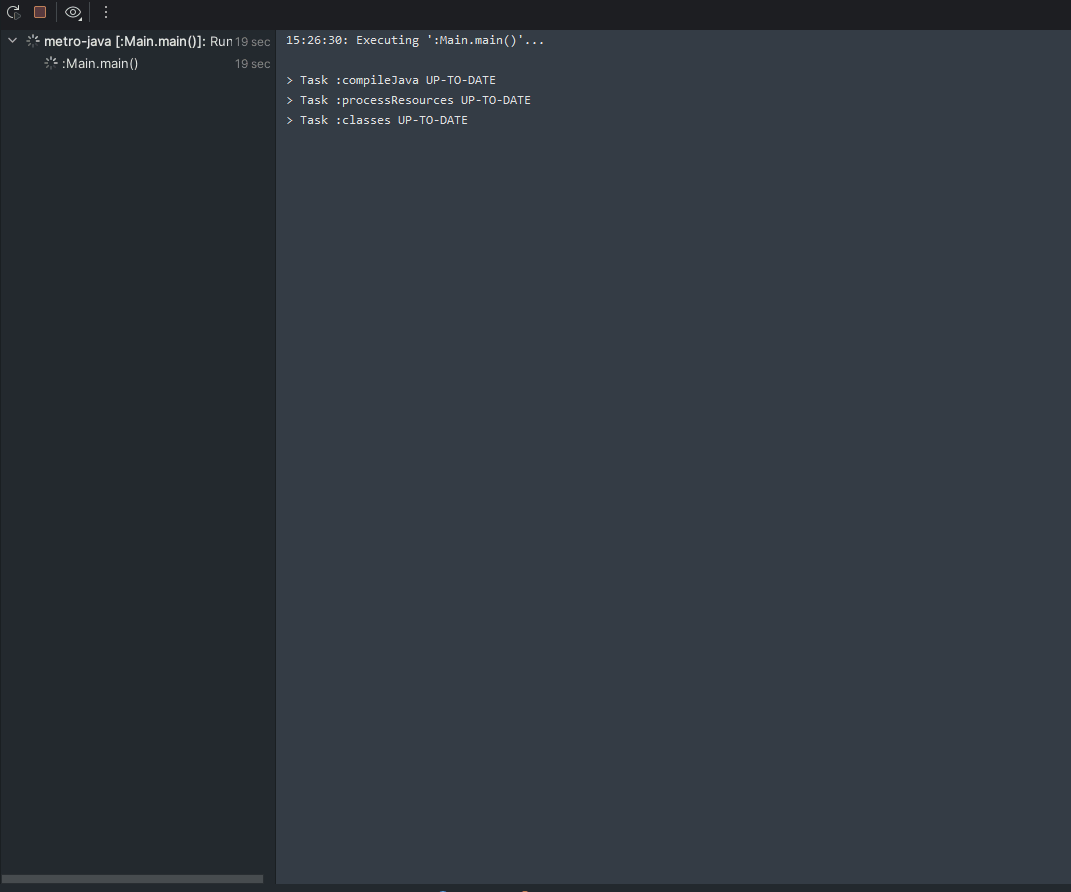 metro-java [:Main.main()]: Run 19 sec
:Main.main() 19 sec
15:26:30: Executing ':Main.main()'...
> Task :compileJava UP-TO-DATE
> Task :processResources UP-TO-DATE
> Task :classes UP-TO-DATE